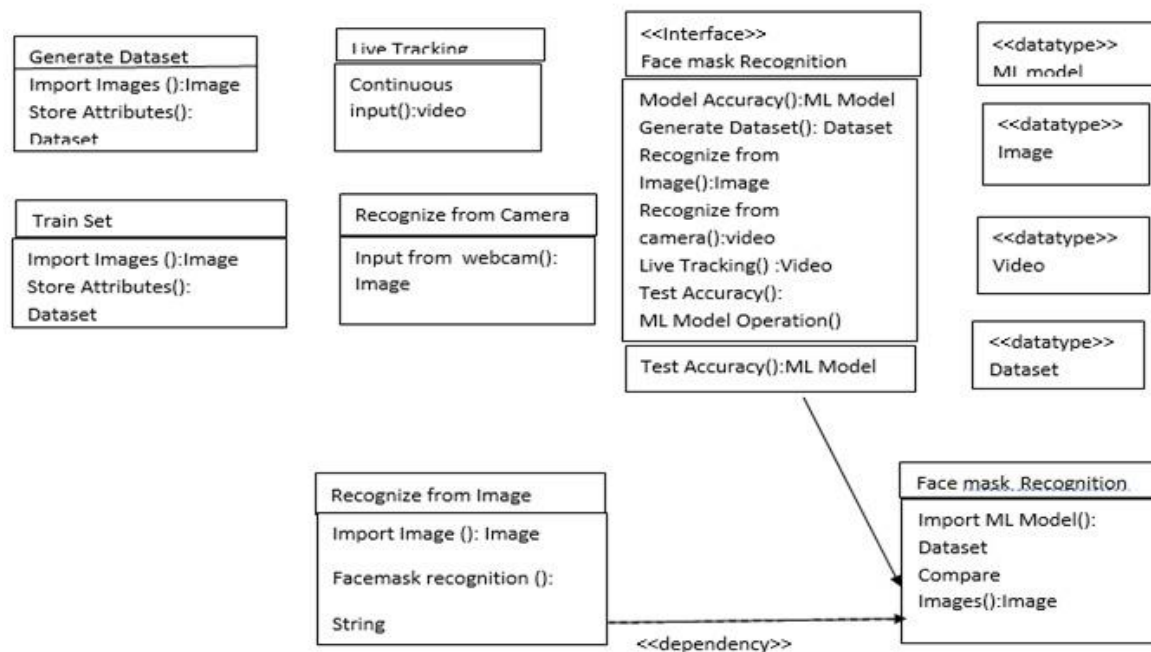 Generate Dataset
Import Images ():Image
Store Attributes():
Dataset
Live Tracking
Continuous
input():video
<<Interface>>
Face mask Recognition
Model Accuracy():ML Model
Generate Dataset(): Dataset
Recognize from
Image():Image
Recognize from
camera():video
Live Tracking() :Video
Test Accuracy():
ML Model Operation()
Test Accuracy():ML Model
<<datatype>>
ML model
<<datatype>>
Image
<<datatype>>
Video
<<datatype>>
Dataset
Train Set
Import Images ():Image
Store Attributes():
Dataset
Recognize from Camera
Input from webcam():
Image
Recognize from Image
Import Image (): Image
Facemask recognition ():
String
<<dependency>>
Face mask Recognition
Import ML Model():
Dataset
Compare
Images():Image